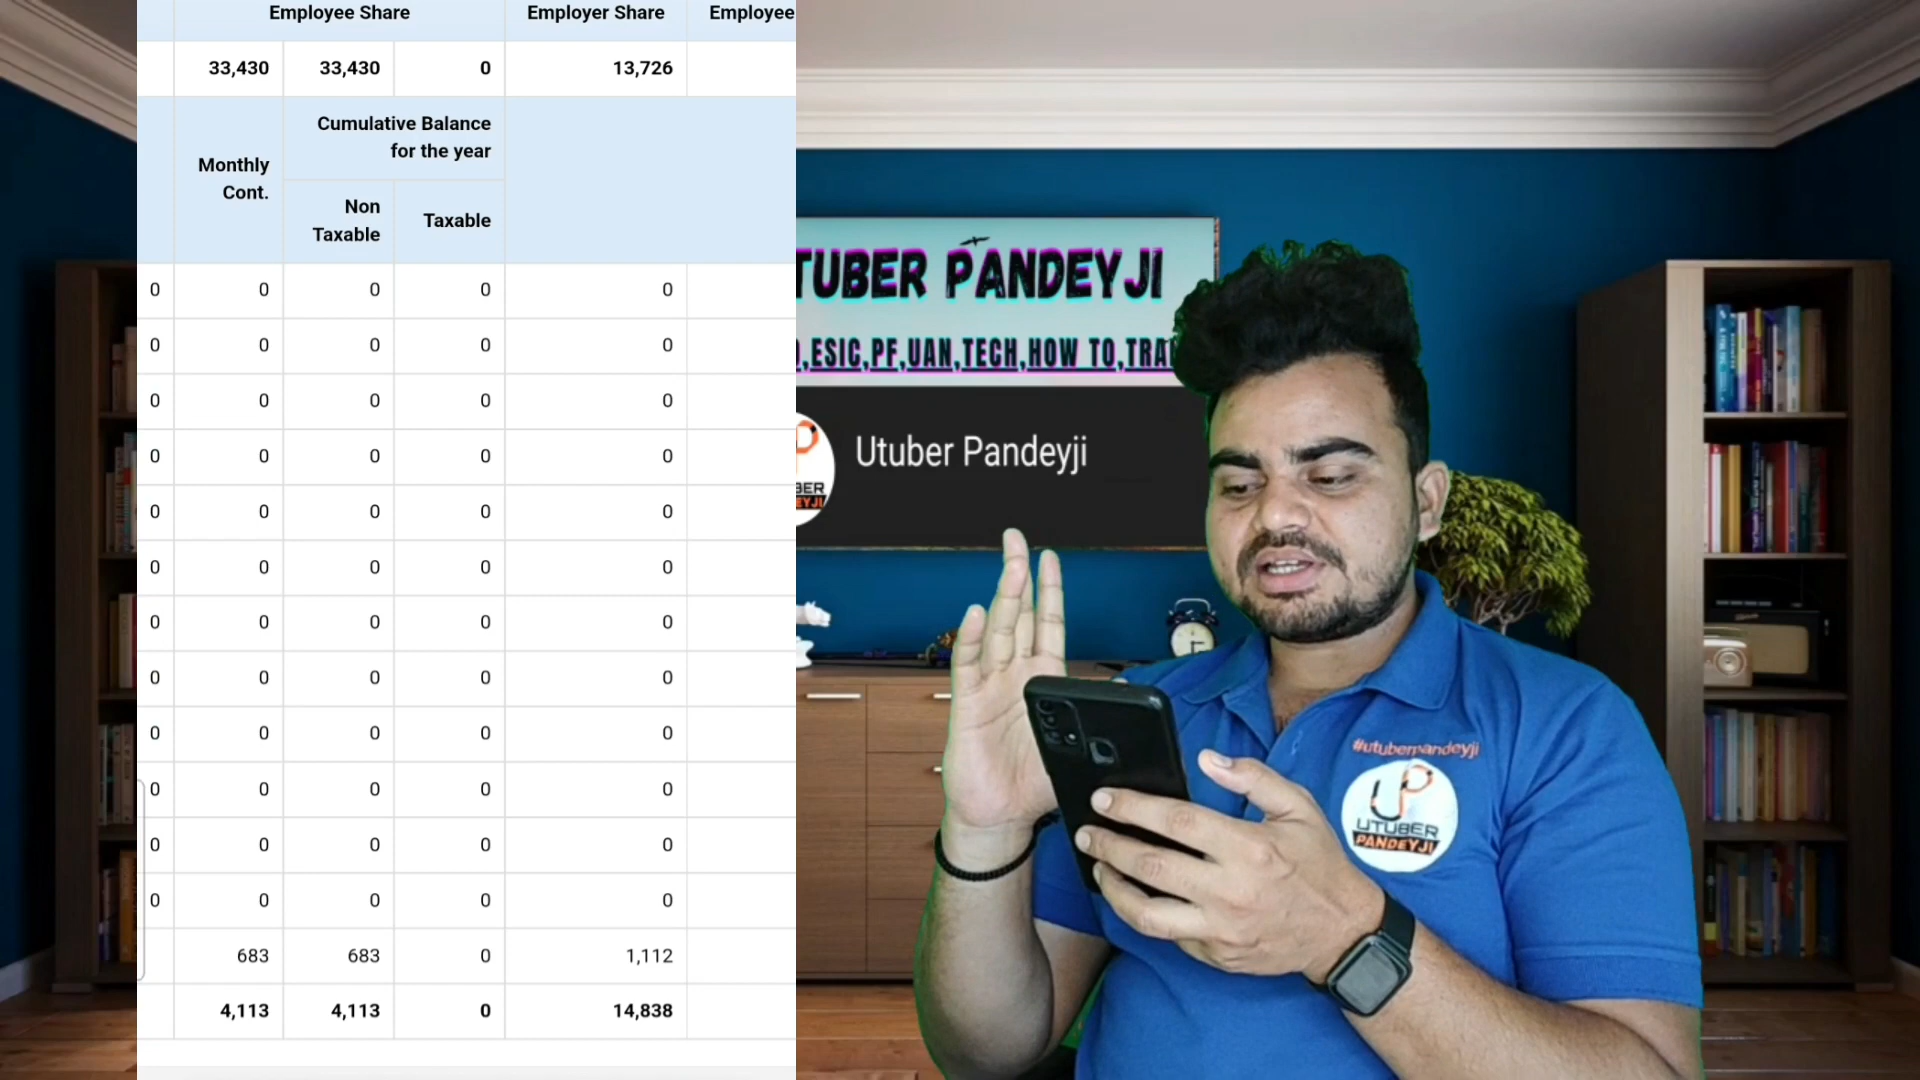 Employee Share Employer Share Employee
33,430 33,430 0 13,726
Cumulative Balance
for the year
Monthly
Cont.
Non
Taxable
Taxable
0 0 0 0 0
0 0 0 0 0
0 0 0 0 0
0 0 0 0 0
0 0 0 0 0
0 0 0 0 0
0 0 0 0 0
0 0 0 0 0
0 0 0 0 0
0 0 0 0 0
0 0 0 0 0
0 0 0 0 0
683 683 0 1,112
4,113 4,113 0 14,838
TUBER PANDEYJI
,ESIC,PF,UAN,TECH,HOW TO,TRA
BER
EYJI
Utuber Pandeyji
#utuberpandeyji
UP
UTUBER
PANDEYJI